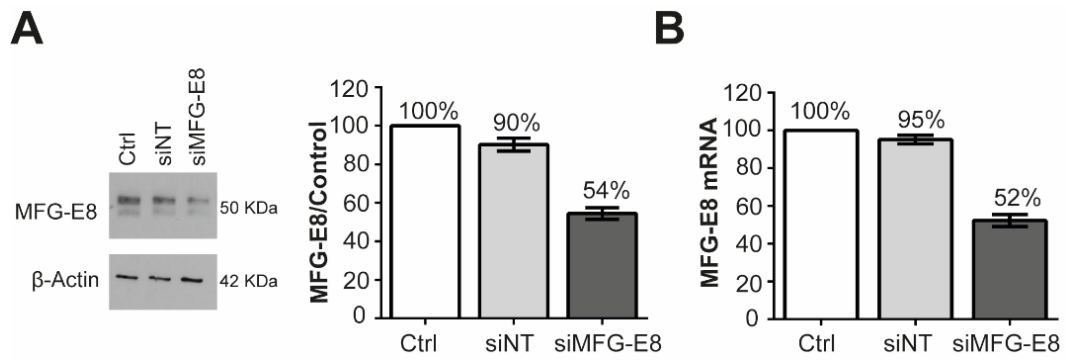 A
Ctrl
siNT
siMFG-E8
MFG-E8
50 KDa
β-Actin
42 KDa
MFG-E8/Control
120
100
80
60
40
20
0
100%
90%
54%
Ctrl
siNT
siMFG-E8
B
MFG-E8 mRNA
120
100
80
60
40
20
0
100%
95%
52%
Ctrl
siNT
siMFG-E8